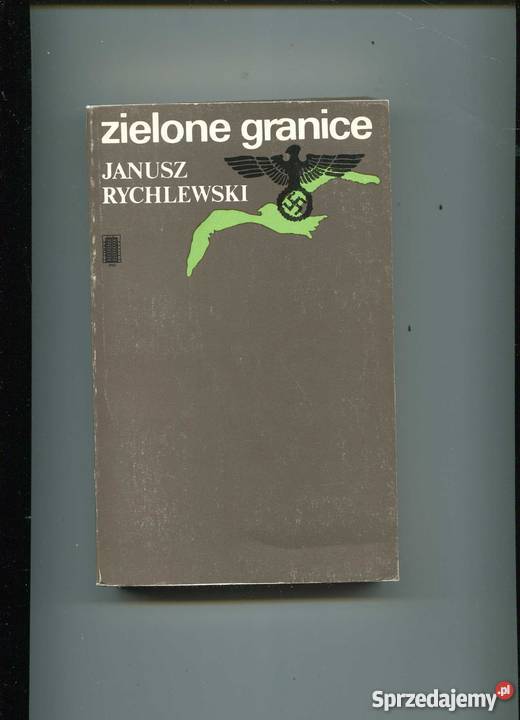 zielone granice
JANUSZ
RYCHLEWSKI
Sprzedajemy.pl